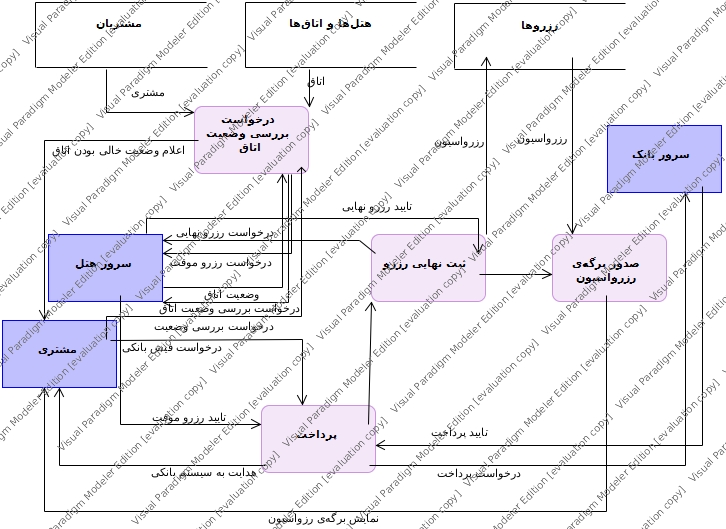 مشتریان
هتل‌ها و اتاق‌ها
رزروها
اتاق
مشتری
درخواست
بررسی وضعیت
اتاق
رزرواسیون
رزرواسیون
سرور بانک
اعلام وضعیت خالی بودن اتاق
تایید رزرو نهایی
درخواست رزرو نهایی
سرور هتل
درخواست رزرو موقت
ثبت نهایی رزرو
صدور برگه‌ی
رزرواسیون
وضعیت اتاق
درخواست بررسی وضعیت اتاق
درخواست بررسی وضعیت
مشتری
درخواست فیش بانکی
تایید رزرو موقت
پرداخت
تایید پرداخت
هدایت به سیستم بانکی
درخواست پرداخت
نمایش برگه‌ی رزواسیون
Visual Paradigm Modeler Edition [evaluation copy]